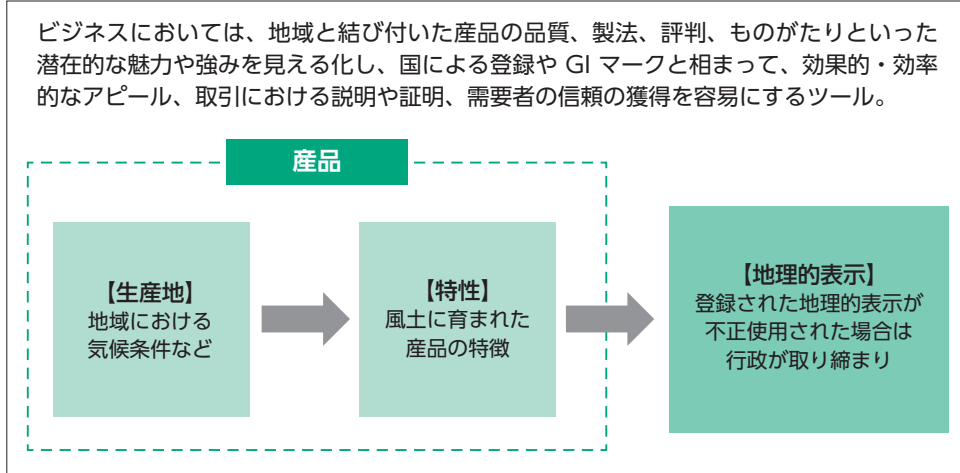 ビジネスにおいては、地域と結び付いた産品の品質、製法、評判、ものがたりといった
潜在的な魅力や強みを見える化し、国による登録や GI マークと相まって、効果的・効率
的なアピール、取引における説明や証明、需要者の信頼の獲得を容易にするツール。
産品
【生産地】
地域における
気候条件など
【特性】
風土に育まれた
産品の特徴
【地理的表示】
登録された地理的表示が
不正使用された場合は
行政が取り締まり